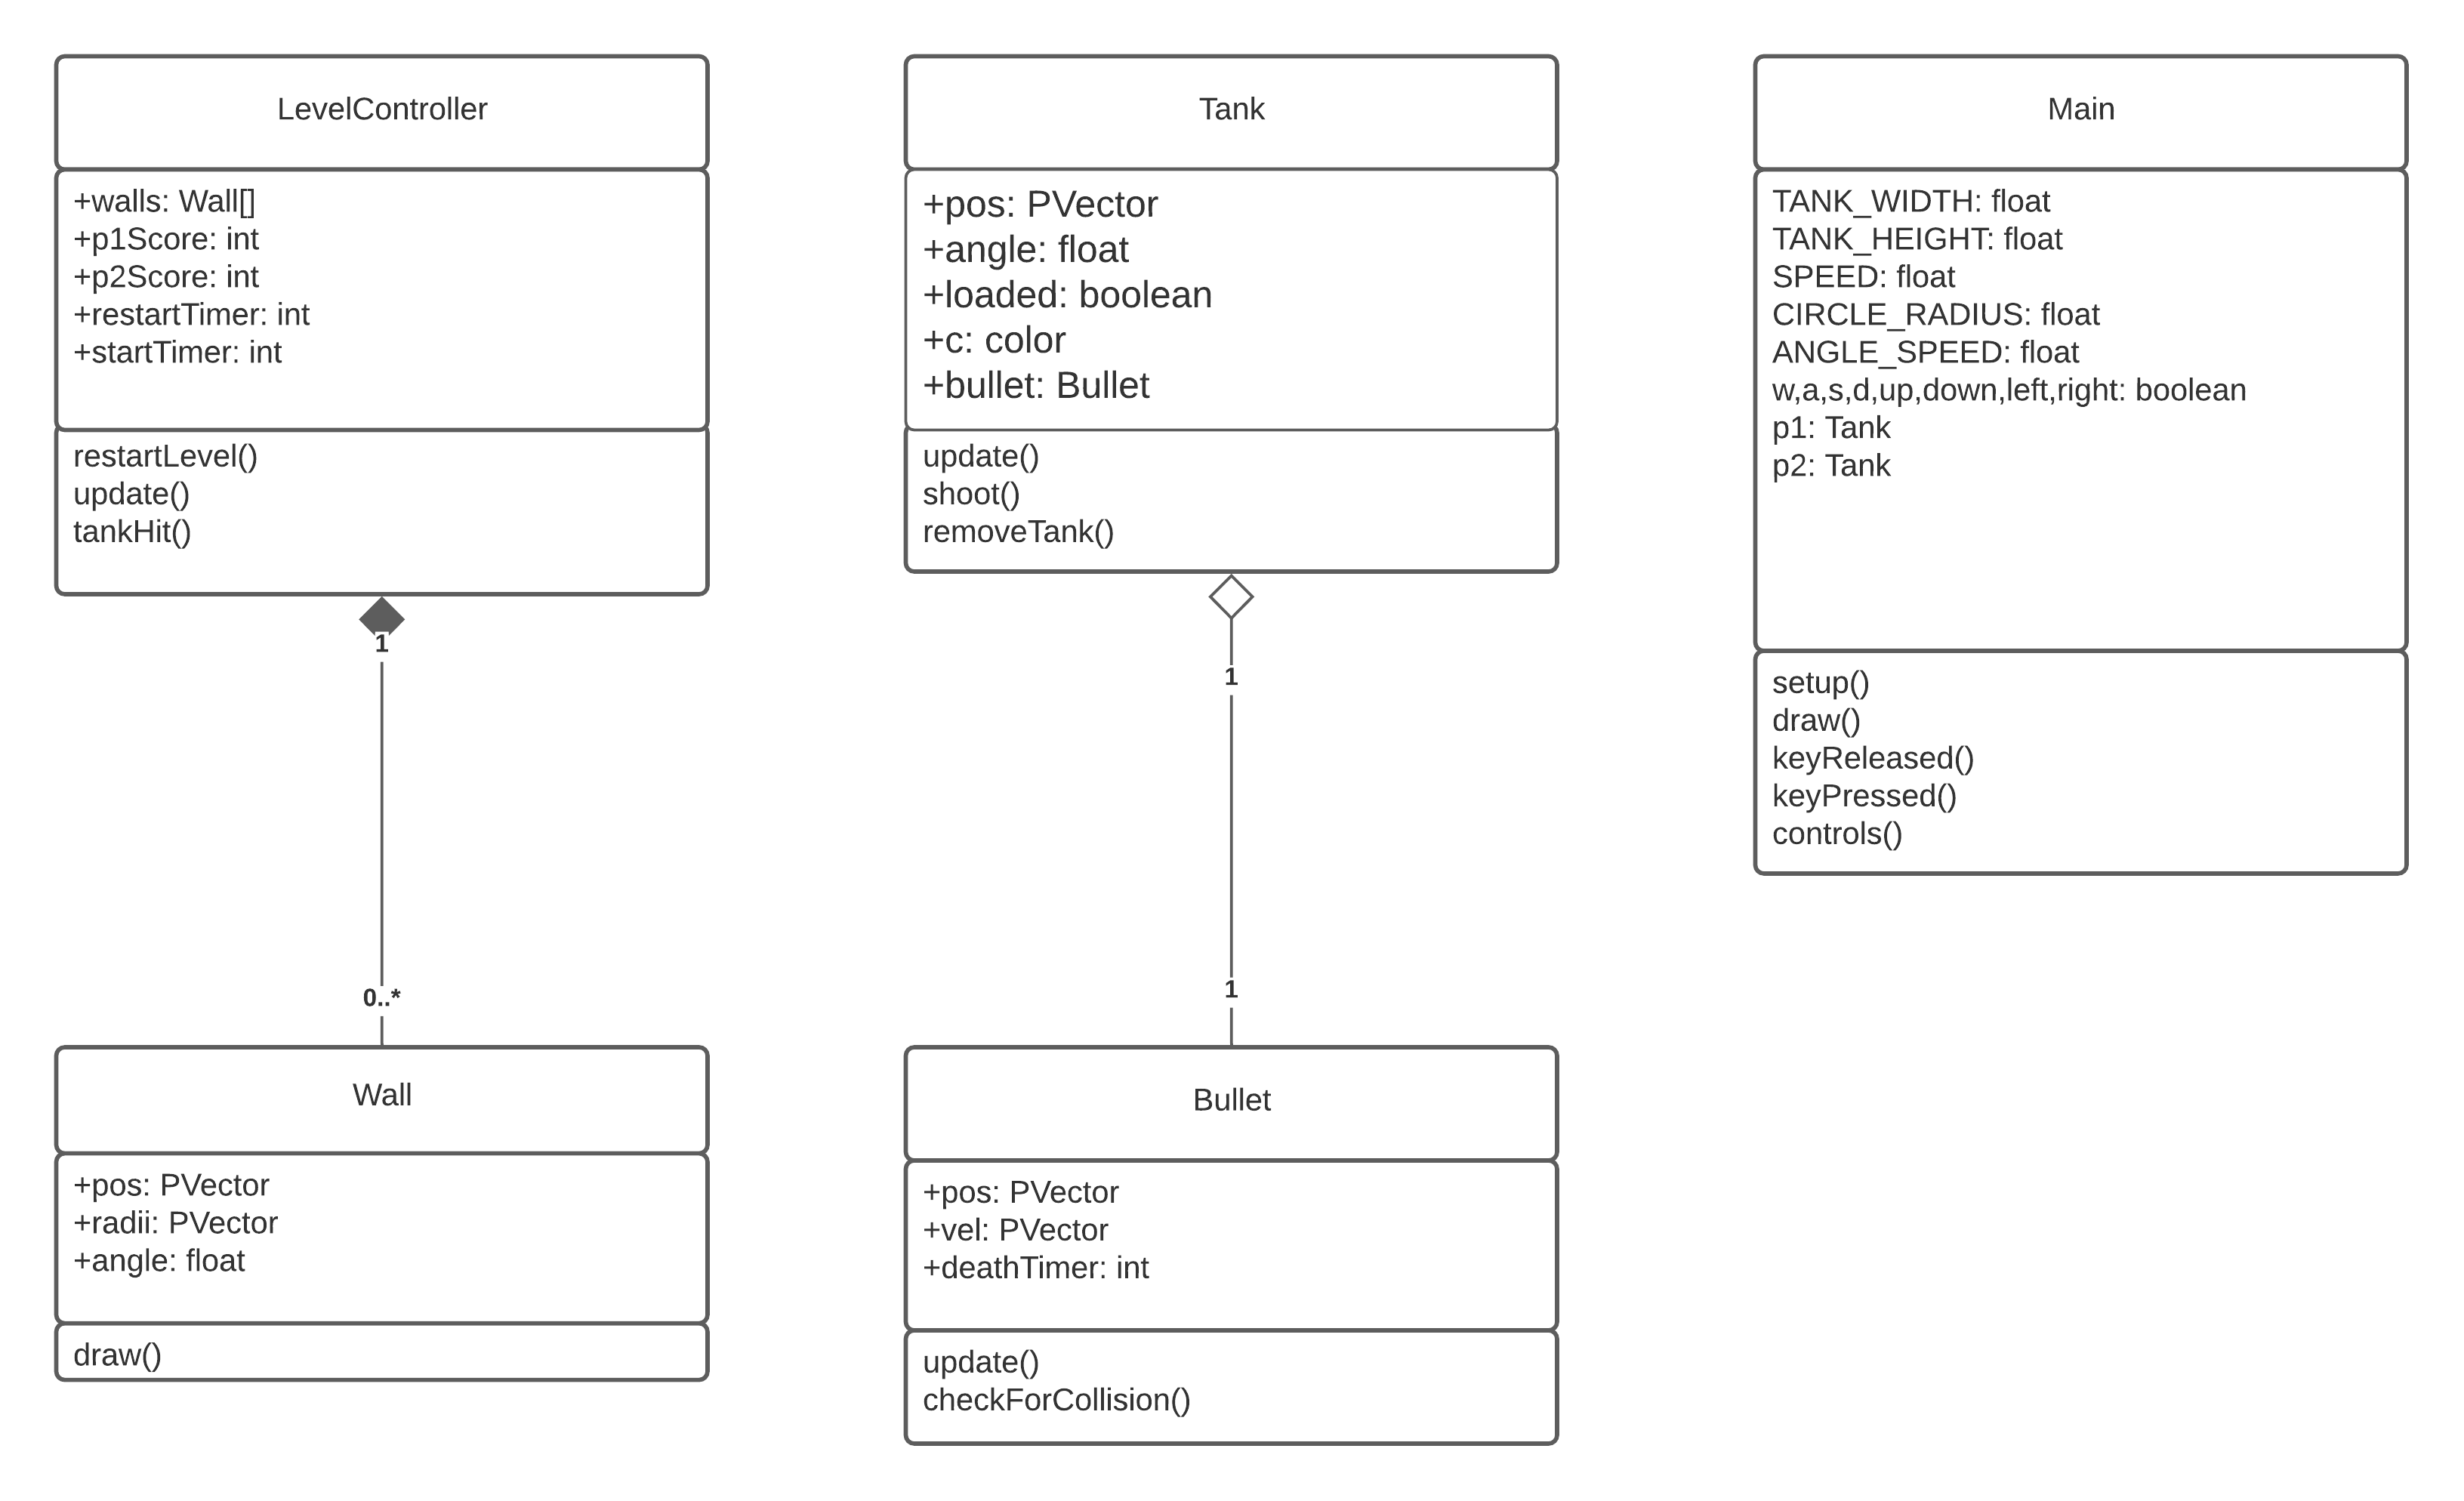 LevelController
+walls: Wall[]
+p1Score: int
+p2Score: int
+restartTimer: int
+startTimer: int
restartLevel()
update()
tankHit()
1
0..*
Wall
+pos: PVector
+radii: PVector
+angle: float
draw()
Tank
+pos: PVector
+angle: float
+loaded: boolean
+c: color
+bullet: Bullet
update()
shoot()
removeTank()
1
1
Bullet
+pos: PVector
+vel: PVector
+deathTimer: int
update()
checkForCollision()
Main
TANK_WIDTH: float
TANK_HEIGHT: float
SPEED: float
CIRCLE_RADIUS: float
ANGLE_SPEED: float
w,a,s,d,up,down,left,right: boolean
p1: Tank
p2: Tank
setup()
draw()
keyReleased()
keyPressed()
controls()